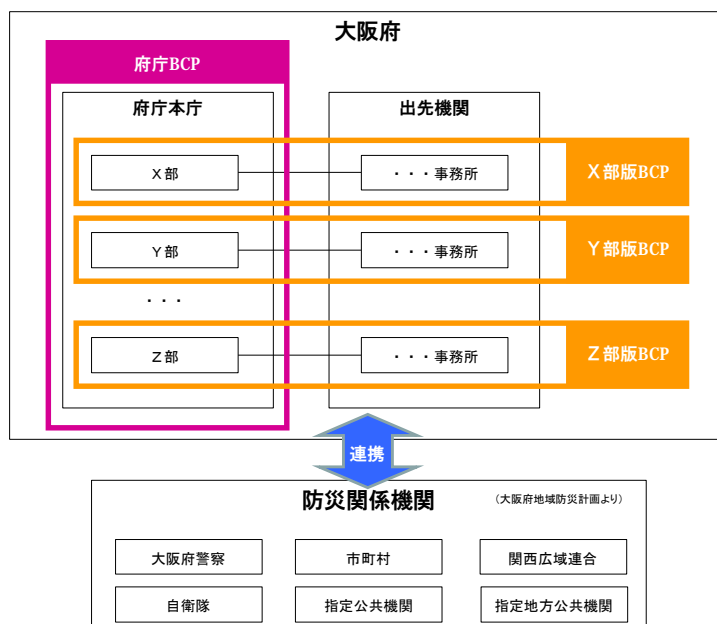 大阪府
府庁BCP
府庁本庁
出先機関
X部
・・・事務所
X部版BCP
Y部
・・・事務所
Y部版BCP
・・・
Z部
・・・事務所
Z部版BCP
連携
防災関係機関
(大阪府地域防災計画より)
大阪府警察
市町村
関西広域連合
自衛隊
指定公共機関
指定地方公共機関